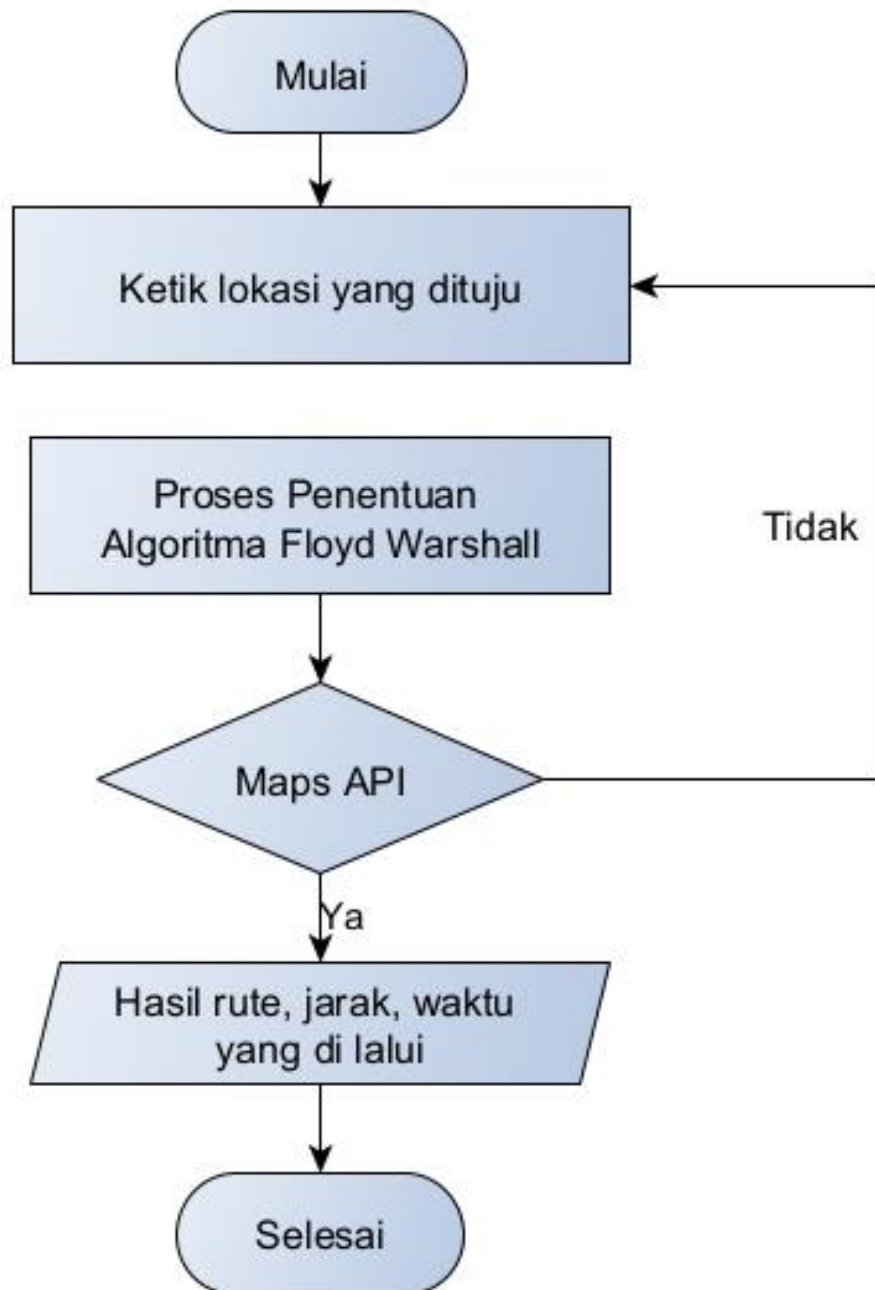 Mulai
Ketik lokasi yang dituju
Proses Penentuan
Algoritma Floyd Warshall
Tidak
Maps API
Ya
Hasil rute, jarak, waktu
yang di lalui
Selesai